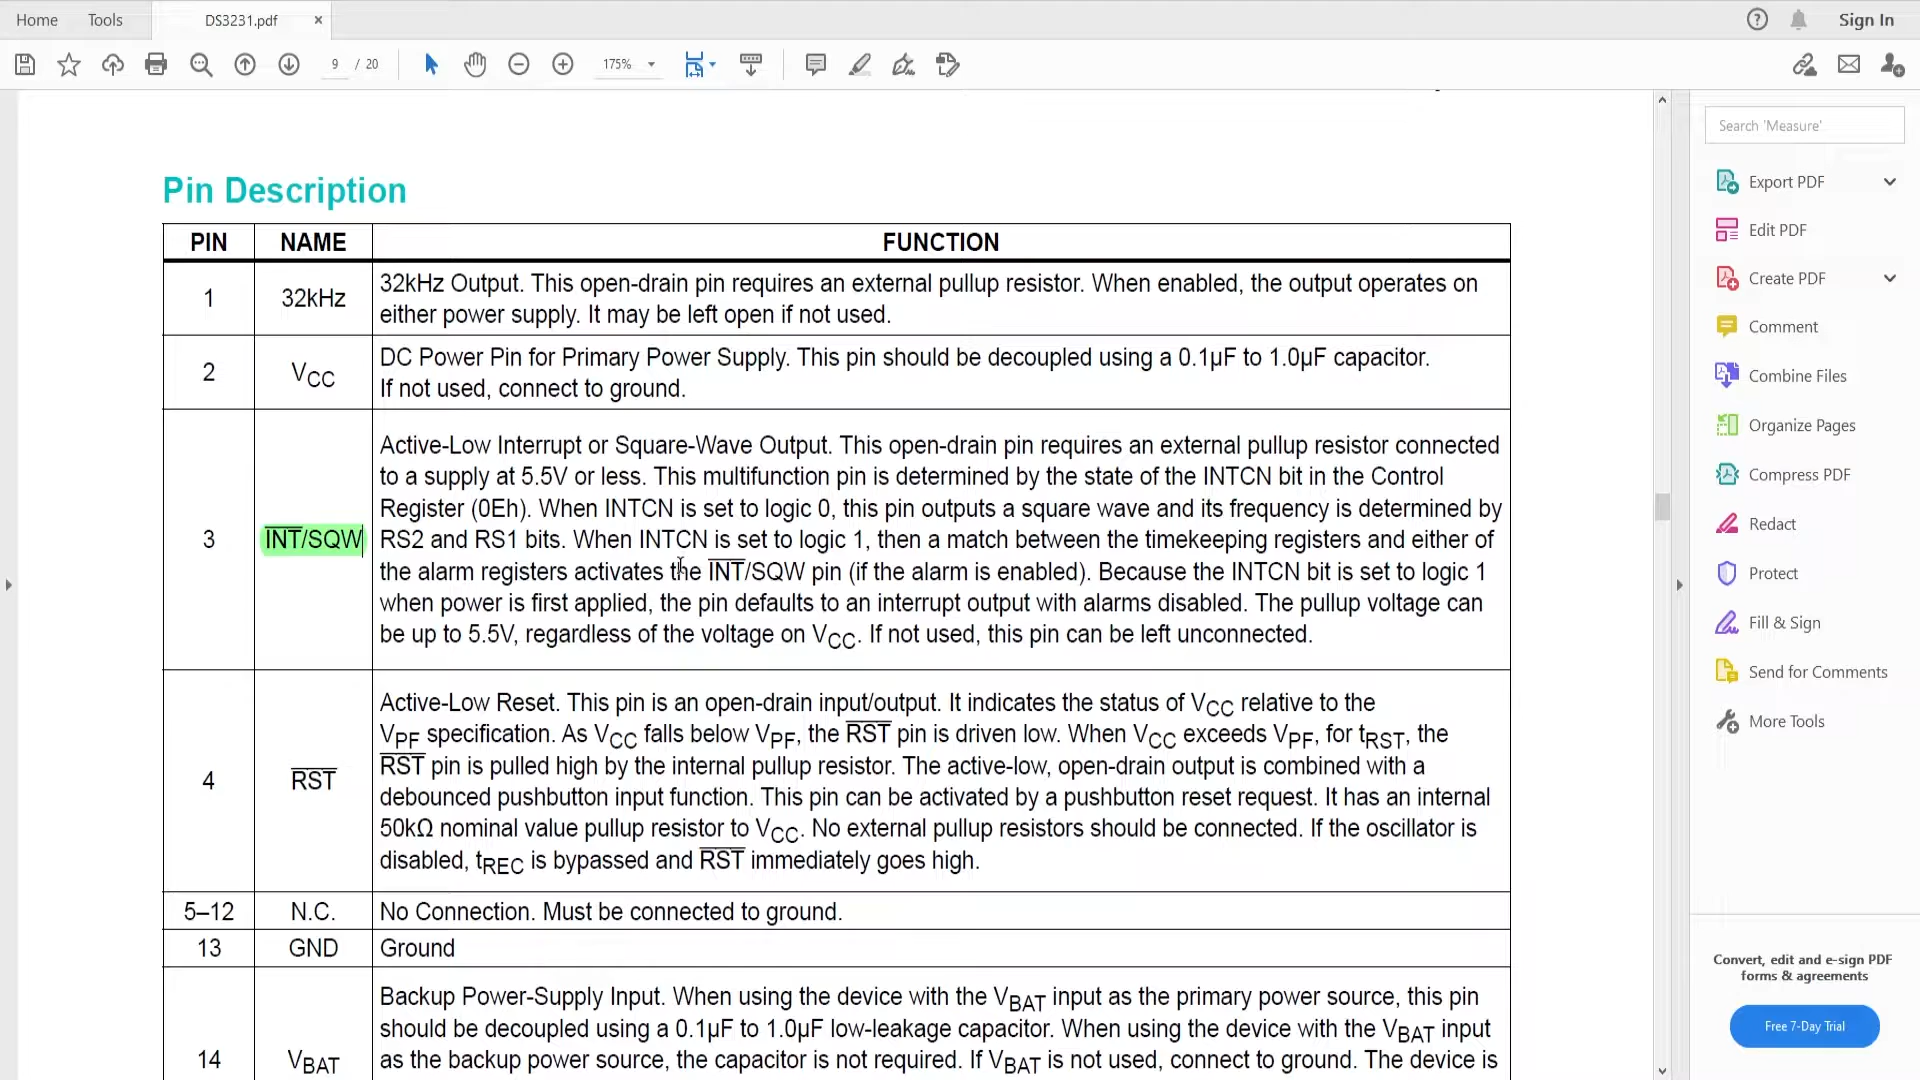 Home Tools DS3231.pdf × Sign In
9 / 20 175%
Search 'Measure'
Export PDF
Edit PDF
Create PDF
Comment
Combine Files
Organize Pages
Compress PDF
Redact
Protect
Fill & Sign
Send for Comments
More Tools
Convert, edit and e-sign PDF
forms & agreements
Free 7-Day Trial
Pin Description
PIN NAME FUNCTION
1 32kHz 32kHz Output. This open-drain pin requires an external pullup resistor. When enabled, the output operates on
either power supply. It may be left open if not used.
2 VCC DC Power Pin for Primary Power Supply. This pin should be decoupled using a 0.1µF to 1.0µF capacitor.
If not used, connect to ground.
3 INT/SQW Active-Low Interrupt or Square-Wave Output. This open-drain pin requires an external pullup resistor connected
to a supply at 5.5V or less. This multifunction pin is determined by the state of the INTCN bit in the Control
Register (0Eh). When INTCN is set to logic 0, this pin outputs a square wave and its frequency is determined by
RS2 and RS1 bits. When INTCN is set to logic 1, then a match between the timekeeping registers and either of
the alarm registers activates the INT/SQW pin (if the alarm is enabled). Because the INTCN bit is set to logic 1
when power is first applied, the pin defaults to an interrupt output with alarms disabled. The pullup voltage can
be up to 5.5V, regardless of the voltage on VCC. If not used, this pin can be left unconnected.
4 RST Active-Low Reset. This pin is an open-drain input/output. It indicates the status of VCC relative to the
VPF specification. As VCC falls below VPF, the RST pin is driven low. When VCC exceeds VPF, for tRST, the
RST pin is pulled high by the internal pullup resistor. The active-low, open-drain output is combined with a
debounced pushbutton input function. This pin can be activated by a pushbutton reset request. It has an internal
50kΩ nominal value pullup resistor to VCC. No external pullup resistors should be connected. If the oscillator is
disabled, tREC is bypassed and RST immediately goes high.
5–12 N.C. No Connection. Must be connected to ground.
13 GND Ground
14 VBAT Backup Power-Supply Input. When using the device with the VBAT input as the primary power source, this pin
should be decoupled using a 0.1µF to 1.0µF low-leakage capacitor. When using the device with the VBAT input
as the backup power source, the capacitor is not required. If VBAT is not used, connect to ground. The device is